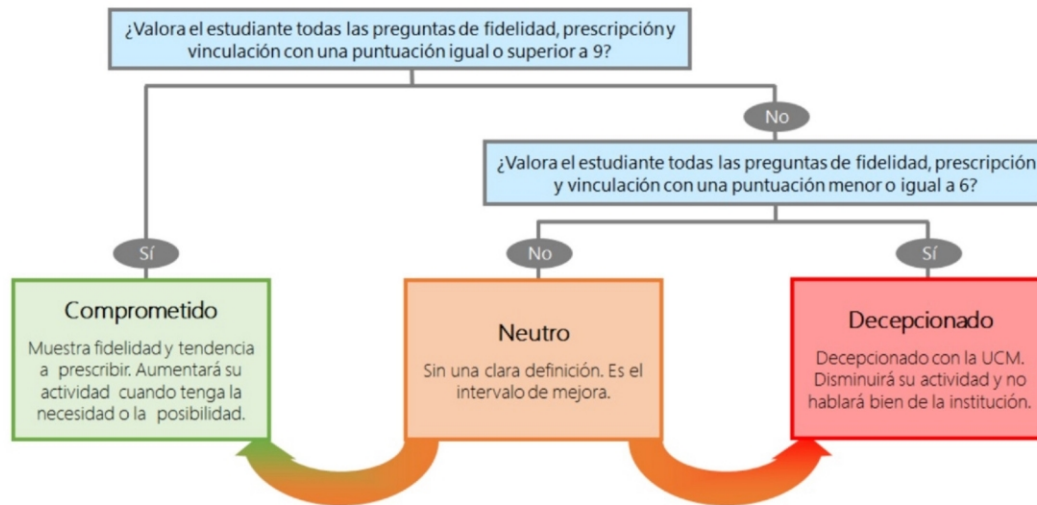 ¿Valora el estudiante todas las preguntas de fidelidad, prescripción y
vinculación con una puntuación igual o superior a 9?
No
¿Valora el estudiante todas las preguntas de fidelidad, prescripción
y vinculación con una puntuación menor o igual a 6?
Sí
No
Sí
Comprometido
Muestra fidelidad y tendencia
a prescribir. Aumentará su
actividad cuando tenga la
necesidad o la posibilidad.
Neutro
Sin una clara definición. Es el
intervalo de mejora.
Decepcionado
Decepcionado con la UCM.
Disminuirá su actividad y no
hablará bien de la institución.